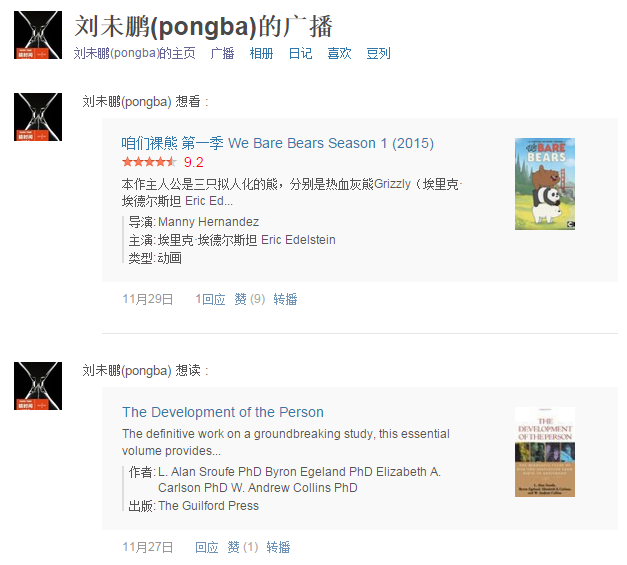 刘未鹏(pongba)的广播
刘未鹏(pongba)的主页 广播 相册 日记 喜欢 豆列
刘未鹏(pongba) 想看 :
咱们裸熊 第一季 We Bare Bears Season 1 (2015)
9.2
本作主人公是三只拟人化的熊，分别是热血灰熊Grizzly（埃里克·
埃德尔斯坦 Eric Ed...
导演: Manny Hernandez
主演: 埃里克·埃德尔斯坦 Eric Edelstein
类型: 动画
We BARE
BEARS
11月29日 1回应 赞 (9) 转播
刘未鹏(pongba) 想读 :
The Development of the Person
The definitive work on a groundbreaking study, this essential
volume provides...
作者: L. Alan Sroufe PhD Byron Egeland PhD Elizabeth A.
Carlson PhD W. Andrew Collins PhD
出版: The Guilford Press
THE
DEVELOPMENT
OF THE PERSON
11月27日 回应 赞 (1) 转播